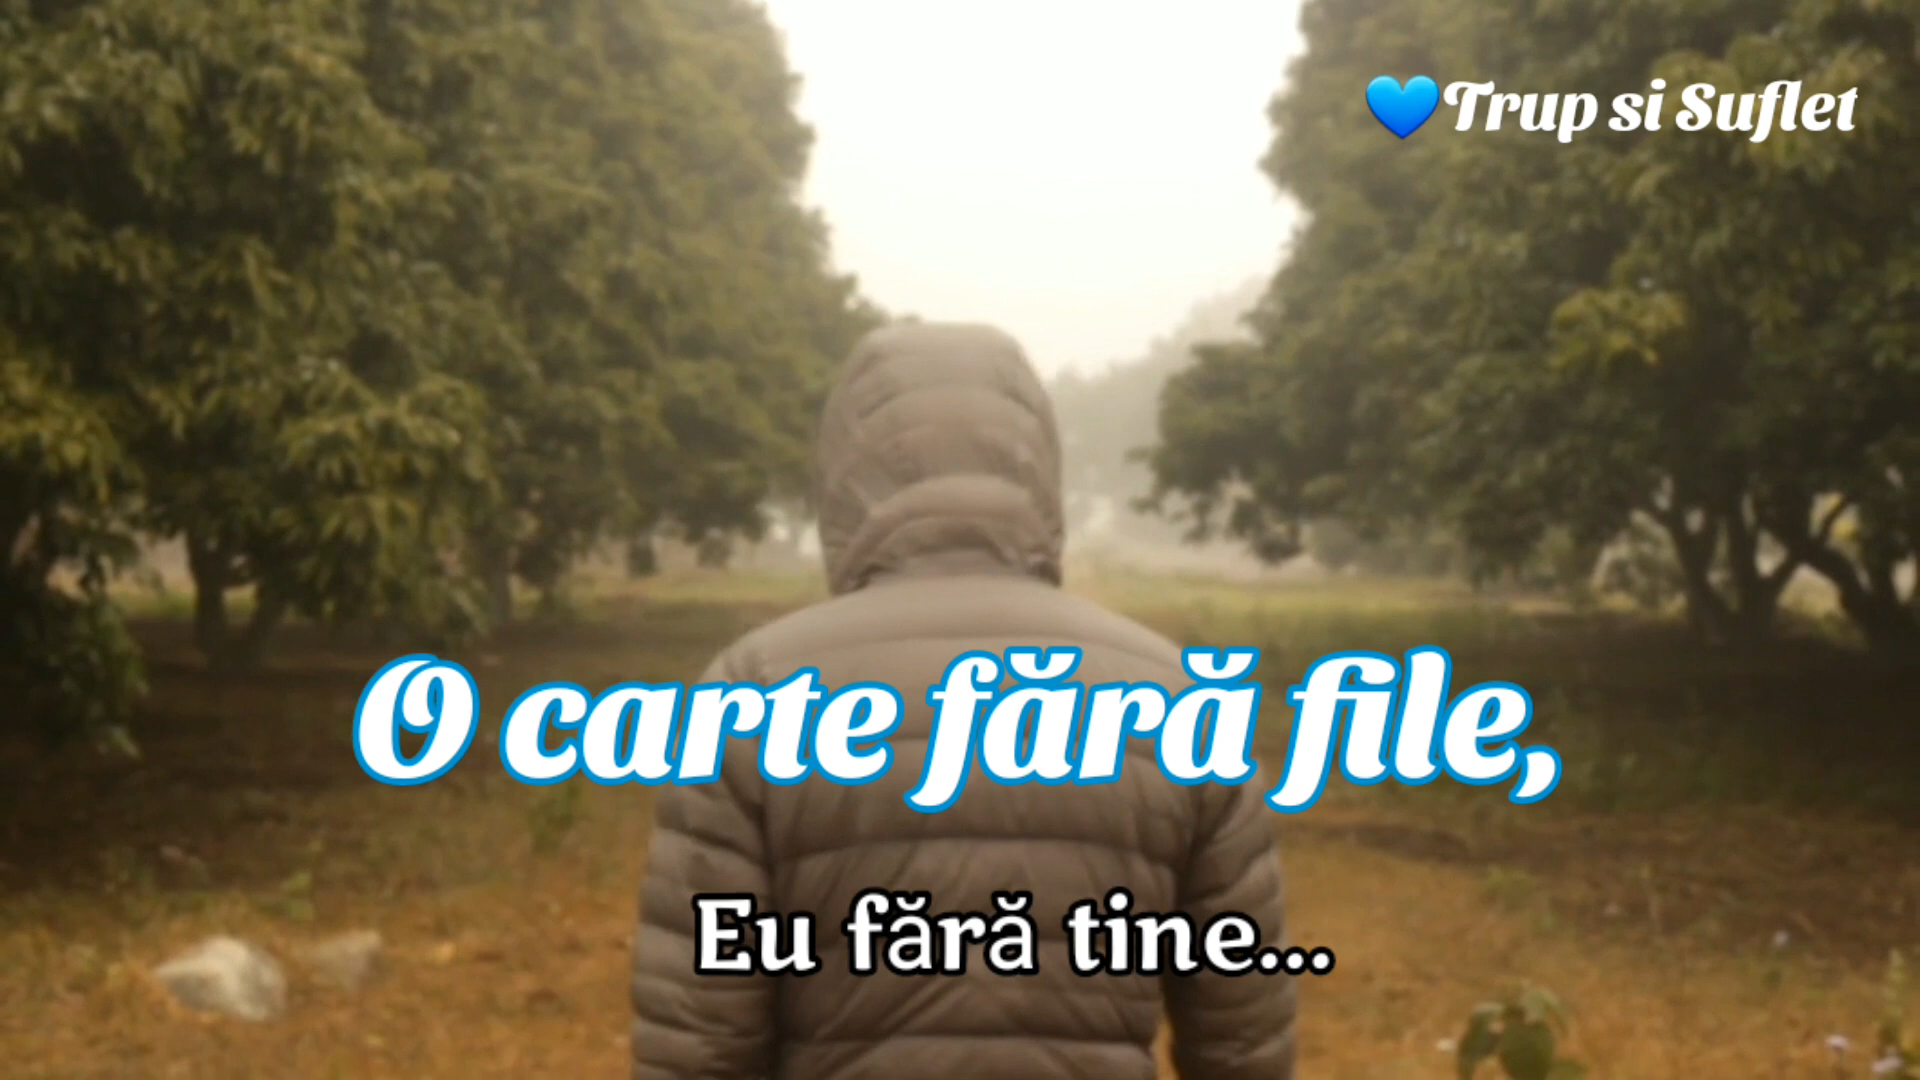 💙Trup si Suflet
O carte fără file,
Eu fără tine...